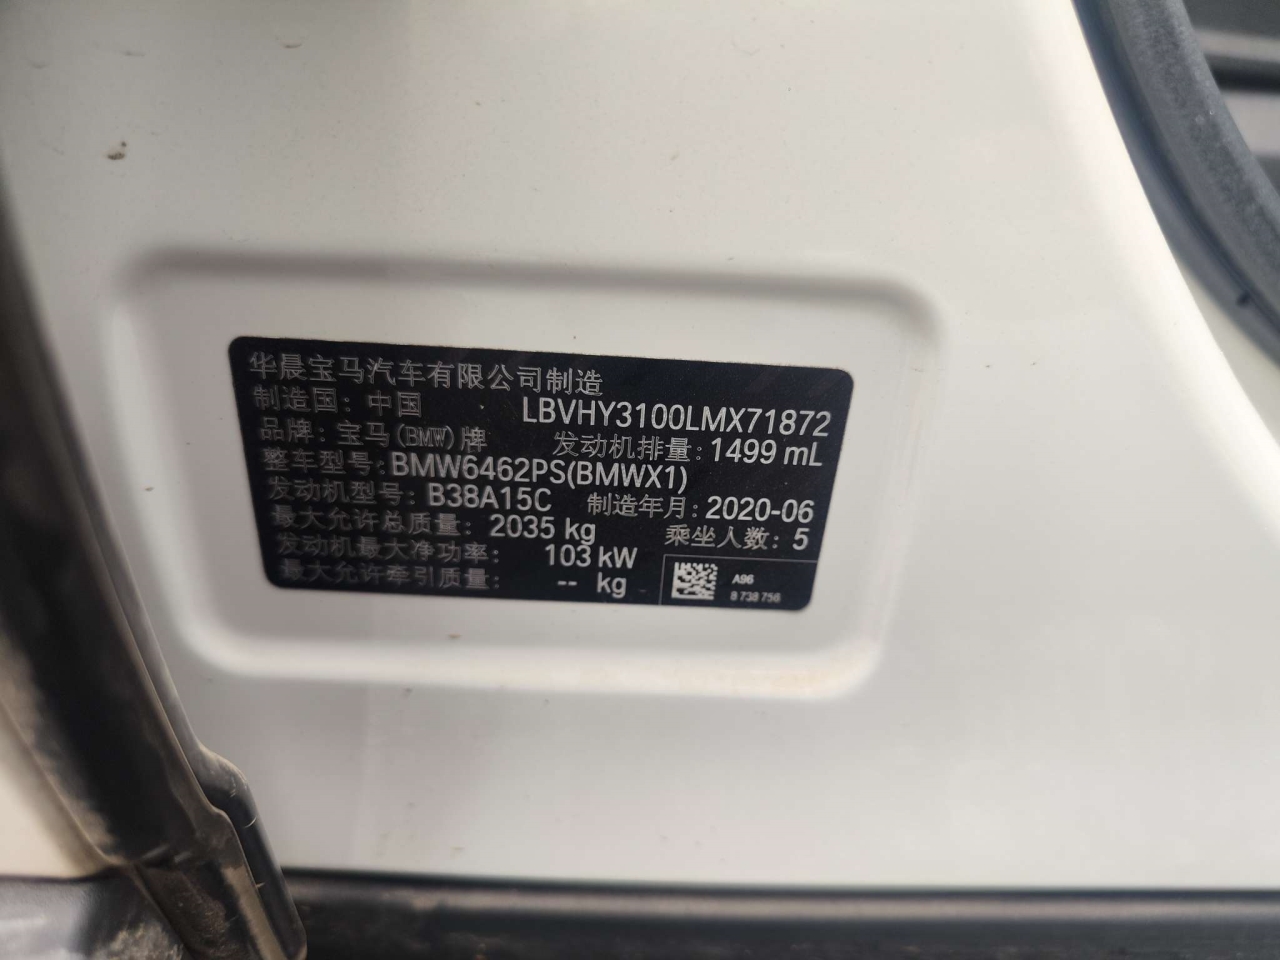 华晨宝马汽车有限公司制造
制造国：中国 LBVHY3100LMX71872
品牌：宝马(BMW)牌 发动机排量：1499 mL
整车型号：BMW6462PS(BMWX1)
发动机型号：B38A15C 制造年月：2020-06
最大允许总质量：2035 kg 乘坐人数：5
发动机最大净功率：103 kW
最大允许牵引质量：-- kg
A96
8 738 756